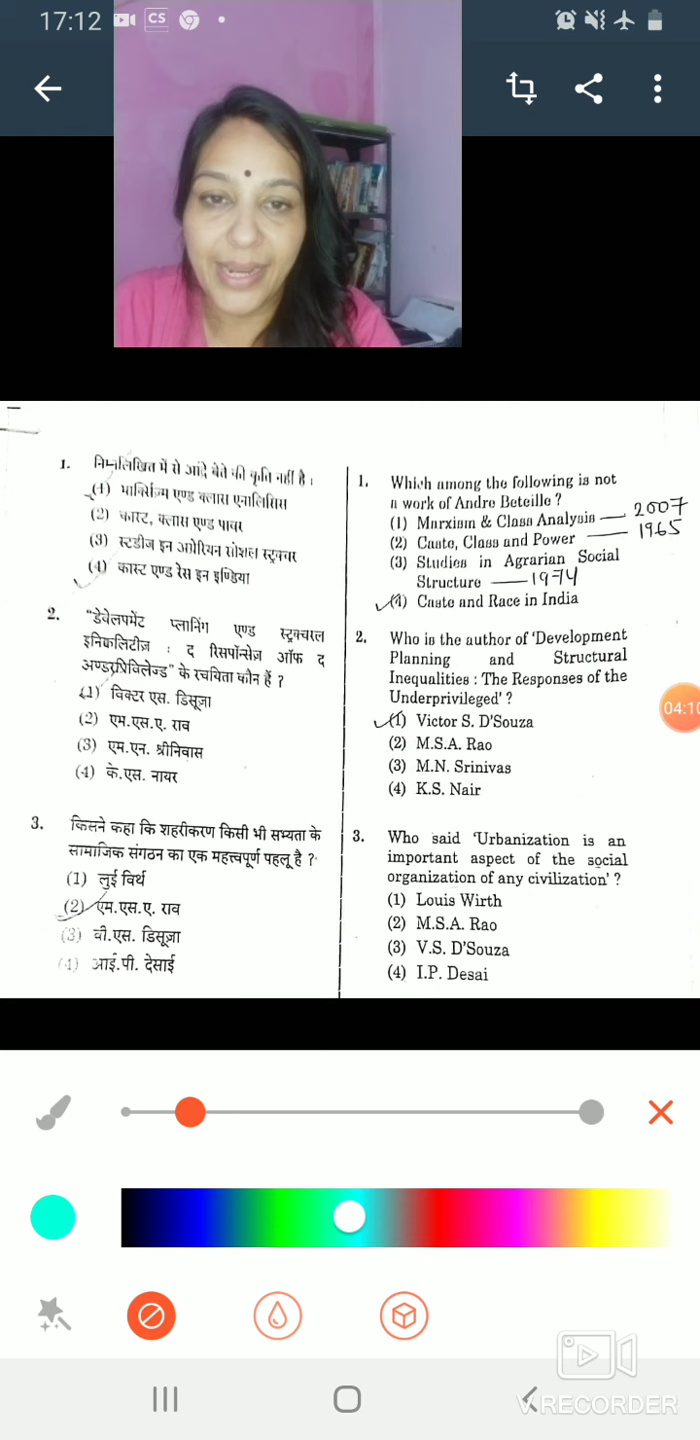 17:12
CS
1. निम्नलिखित में से आंद्रे बेते की कृति नहीं है।
(1) मार्क्सिज्म एण्ड क्लास एनालिसिस
(2) कास्ट, क्लास एण्ड पावर
(3) स्टडीज इन अग्रेरियन सोशल स्ट्रक्चर
(4) कास्ट एण्ड रेस इन इण्डिया
2. "डेवेलपमेंट प्लानिंग एण्ड स्ट्रक्चरल
इनिकलिटीज़ : द रिसपॉन्सेज़ ऑफ द
अण्डरप्रिविलेज्ड" के रचयिता कौन हैं ?
(1) विक्टर एस. डिसूज़ा
(2) एम.एस.ए. राव
(3) एम.एन. श्रीनिवास
(4) के.एस. नायर
3. किसने कहा कि शहरीकरण किसी भी सभ्यता के
सामाजिक संगठन का एक महत्त्वपूर्ण पहलू है ?
(1) लुई विर्थ
(2) एम.एस.ए. राव
(3) वी.एस. डिसूज़ा
(4) आई.पी. देसाई
1. Which among the following is not
a work of Andre Beteille ?
(1) Marxism & Class Analysis — 2007
(2) Caste, Class and Power — 1965
(3) Studies in Agrarian Social
Structure — 1974
(4) Caste and Race in India
2. Who is the author of 'Development
Planning and Structural
Inequalities : The Responses of the
Underprivileged' ?
(1) Victor S. D'Souza
(2) M.S.A. Rao
(3) M.N. Srinivas
(4) K.S. Nair
3. Who said 'Urbanization is an
important aspect of the social
organization of any civilization' ?
(1) Louis Wirth
(2) M.S.A. Rao
(3) V.S. D'Souza
(4) I.P. Desai
VRECORDER